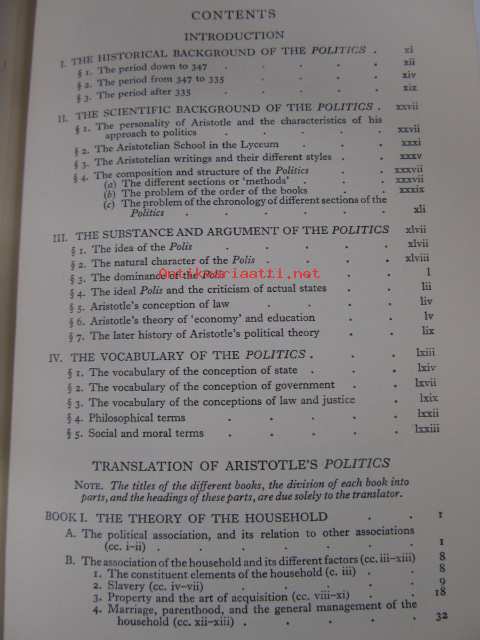 CONTENTS
INTRODUCTION
I. THE HISTORICAL BACKGROUND OF THE POLITICS . xi
§ 1. The period down to 347 . . . . . xii
§ 2. The period from 347 to 335 . . . . xiv
§ 3. The period after 335 . . . . . xix
II. THE SCIENTIFIC BACKGROUND OF THE POLITICS . xxvii
§ 1. The personality of Aristotle and the characteristics of his
approach to politics . . . . . xxvii
§ 2. The Aristotelian School in the Lyceum . . . xxxi
§ 3. The Aristotelian writings and their different styles . . xxxv
§ 4. The composition and structure of the Politics . . xxxvii
(a) The different sections or 'methods' . . . xxxvii
(b) The problem of the order of the books . . xxxix
(c) The problem of the chronology of different sections of the
Politics . . . . . . xli
III. THE SUBSTANCE AND ARGUMENT OF THE POLITICS xlvii
§ 1. The idea of the Polis . . . . . xlvii
§ 2. The natural character of the Polis . . . . xlviii
§ 3. The dominance of the Polis . . . . l
Antikvariaatti.net
§ 4. The ideal Polis and the criticism of actual states . . lii
§ 5. Aristotle's conception of law . . . . liv
§ 6. Aristotle's theory of 'economy' and education . . lv
§ 7. The later history of Aristotle's political theory . . lix
IV. THE VOCABULARY OF THE POLITICS . . . lxiii
§ 1. The vocabulary of the conception of state . . . lxiv
§ 2. The vocabulary of the conception of government . . lxvii
§ 3. The vocabulary of the conceptions of law and justice . lxix
§ 4. Philosophical terms . . . . . lxxii
§ 5. Social and moral terms . . . . . lxxiii
TRANSLATION OF ARISTOTLE'S POLITICS
NOTE. The titles of the different books, the division of each book into
parts, and the headings of these parts, are due solely to the translator.
BOOK I. THE THEORY OF THE HOUSEHOLD . . 1
A. The political association, and its relation to other associations
(cc. i–ii) . . . . . . . 1
B. The association of the household and its different factors (cc. iii–xiii) 8
1. The constituent elements of the household (c. iii) . . 8
2. Slavery (cc. iv–vii) . . . . . 9
3. Property and the art of acquisition (cc. viii–xi) . . 18
4. Marriage, parenthood, and the general management of the
household (cc. xii–xiii) . . . . . 32